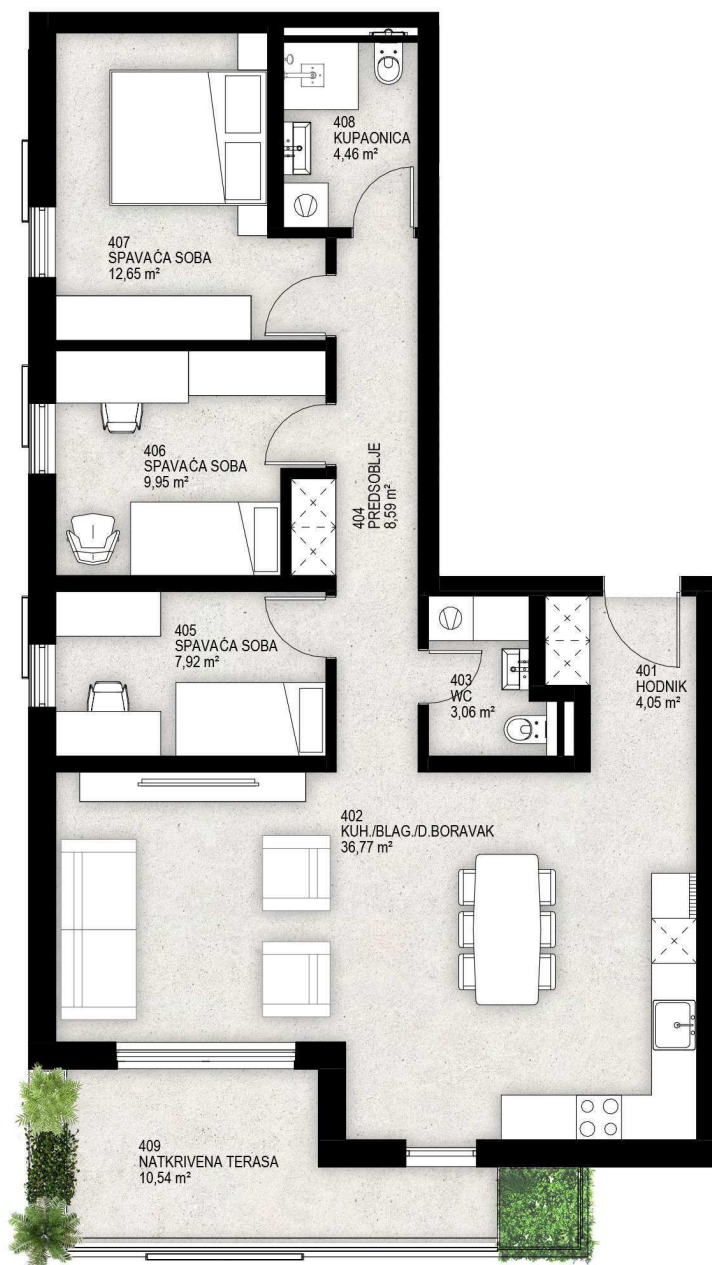 408
KUPAONICA
4,46 m²
407
SPAVAĆA SOBA
12,65 m²
406
SPAVAĆA SOBA
9,95 m²
404
PREDSOBLJE
8,59 m²
405
SPAVAĆA SOBA
7,92 m²
403
WC
3,06 m²
401
HODNIK
4,05 m²
402
KUH./BLAG./D.BORAVAK
36,77 m²
409
NATKRIVENA TERASA
10,54 m²